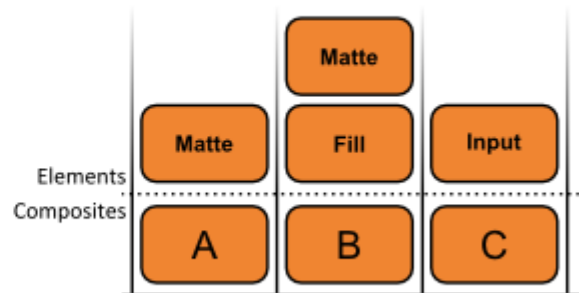 Matte
Matte Fill Input
Elements
Composites
A B C